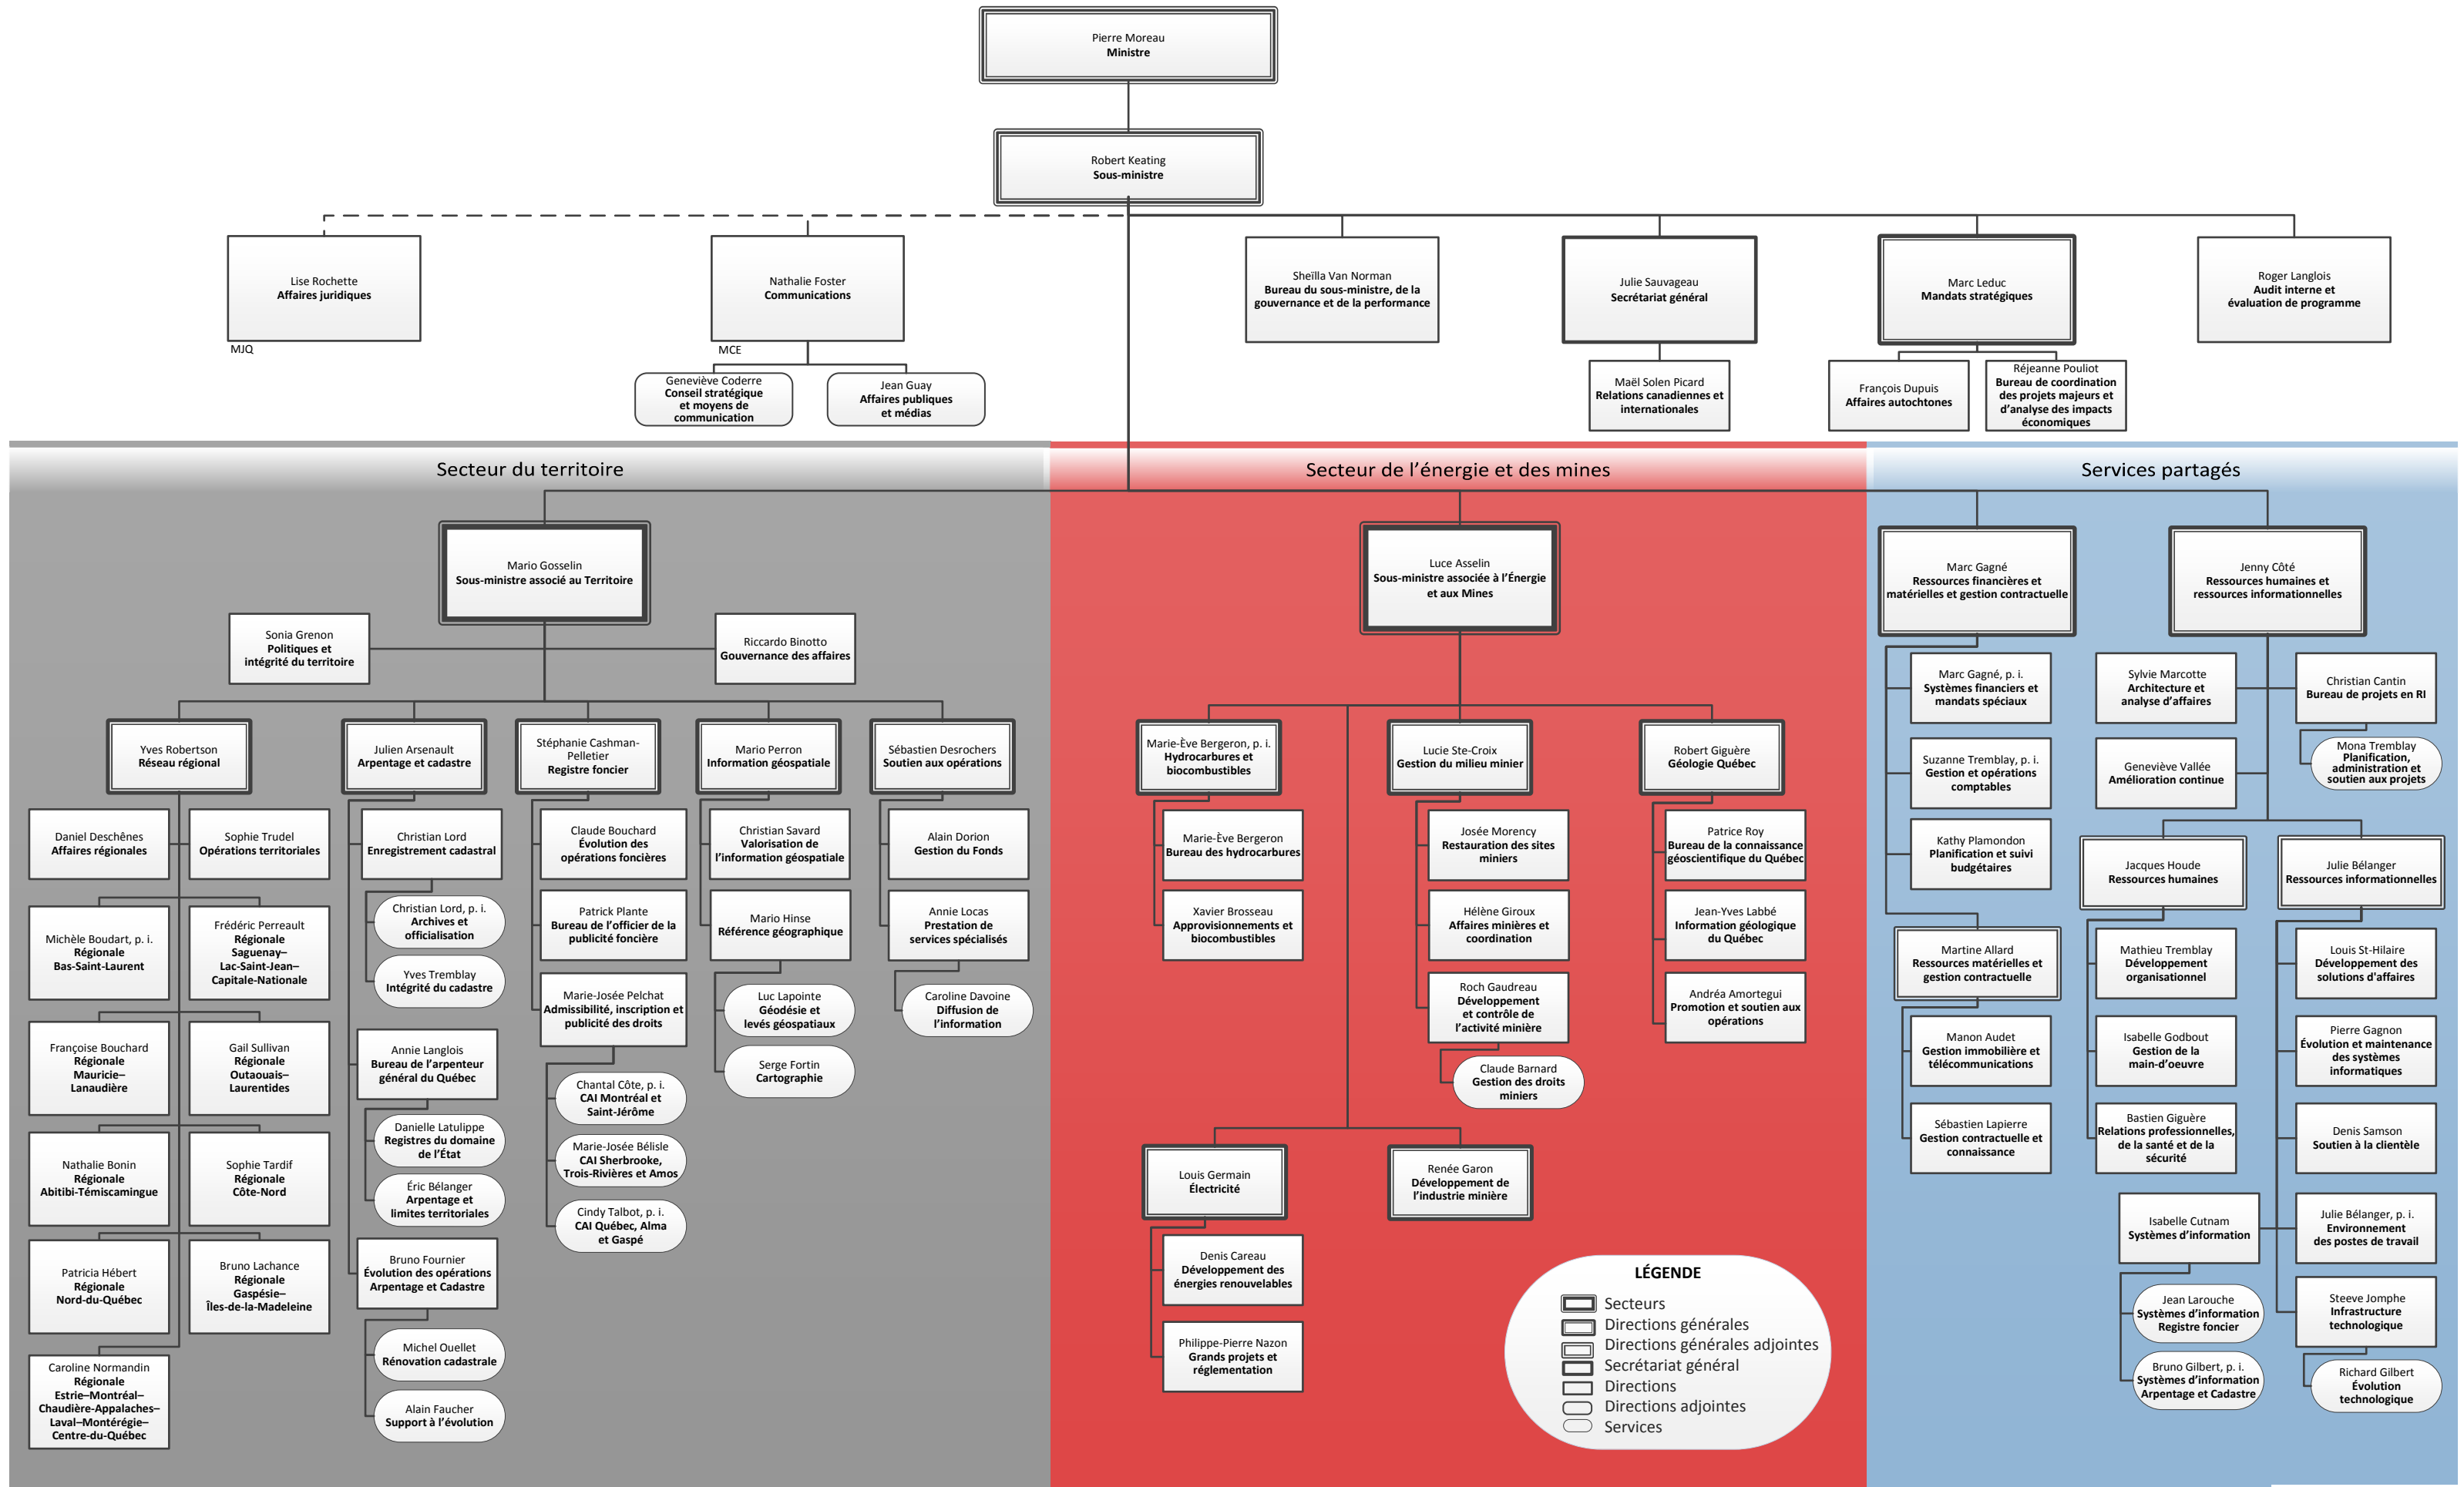 Pierre Moreau
Ministre
Robert Keating
Sous-ministre
Lise Rochette
Affaires juridiques
MJQ
Nathalie Foster
Communications
MCE
Geneviève Coderre
Conseil stratégique
et moyens de
communication
Jean Guay
Affaires publiques
et médias
Sheïlla Van Norman
Bureau du sous-ministre, de la
gouvernance et de la performance
Julie Sauvageau
Secrétariat général
Maël Solen Picard
Relations canadiennes et
internationales
Marc Leduc
Mandats stratégiques
François Dupuis
Affaires autochtones
Réjeanne Pouliot
Bureau de coordination
des projets majeurs et
d’analyse des impacts
économiques
Roger Langlois
Audit interne et
évaluation de programme
Secteur du territoire
Mario Gosselin
Sous-ministre associé au Territoire
Sonia Grenon
Politiques et
intégrité du territoire
Riccardo Binotto
Gouvernance des affaires
Yves Robertson
Réseau régional
Daniel Deschênes
Affaires régionales
Sophie Trudel
Opérations territoriales
Michèle Boudart, p. i.
Régionale
Bas-Saint-Laurent
Frédéric Perreault
Régionale
Saguenay–
Lac-Saint-Jean–
Capitale-Nationale
Françoise Bouchard
Régionale
Mauricie–
Lanaudière
Gail Sullivan
Régionale
Outaouais–
Laurentides
Nathalie Bonin
Régionale
Abitibi-Témiscamingue
Sophie Tardif
Régionale
Côte-Nord
Patricia Hébert
Régionale
Nord-du-Québec
Bruno Lachance
Régionale
Gaspésie–
Îles-de-la-Madeleine
Caroline Normandin
Régionale
Estrie–Montréal–
Chaudière-Appalaches–
Laval–Montérégie–
Centre-du-Québec
Julien Arsenault
Arpentage et cadastre
Christian Lord
Enregistrement cadastral
Christian Lord, p. i.
Archives et
officialisation
Yves Tremblay
Intégrité du cadastre
Annie Langlois
Bureau de l’arpenteur
général du Québec
Danielle Latulippe
Registres du domaine
de l’État
Éric Bélanger
Arpentage et
limites territoriales
Bruno Fournier
Évolution des opérations
Arpentage et Cadastre
Michel Ouellet
Rénovation cadastrale
Alain Faucher
Support à l’évolution
Stéphanie Cashman-
Pelletier
Registre foncier
Claude Bouchard
Évolution des
opérations foncières
Patrick Plante
Bureau de l’officier de la
publicité foncière
Marie-Josée Pelchat
Admissibilité, inscription et
publicité des droits
Chantal Côte, p. i.
CAI Montréal et
Saint-Jérôme
Marie-Josée Bélisle
CAI Sherbrooke,
Trois-Rivières et Amos
Cindy Talbot, p. i.
CAI Québec, Alma
et Gaspé
Mario Perron
Information géospatiale
Christian Savard
Valorisation de
l’information géospatiale
Mario Hinse
Référence géographique
Luc Lapointe
Géodésie et
levés géospatiaux
Serge Fortin
Cartographie
Sébastien Desrochers
Soutien aux opérations
Alain Dorion
Gestion du Fonds
Annie Locas
Prestation de
services spécialisés
Caroline Davoine
Diffusion de
l’information
Secteur de l’énergie et des mines
Luce Asselin
Sous-ministre associée à l’Énergie
et aux Mines
Marie-Ève Bergeron, p. i.
Hydrocarbures et
biocombustibles
Marie-Ève Bergeron
Bureau des hydrocarbures
Xavier Brosseau
Approvisionnements et
biocombustibles
Lucie Ste-Croix
Gestion du milieu minier
Josée Morency
Restauration des sites
miniers
Hélène Giroux
Affaires minières et
coordination
Roch Gaudreau
Développement
et contrôle de
l’activité minière
Claude Barnard
Gestion des droits
miniers
Robert Giguère
Géologie Québec
Patrice Roy
Bureau de la connaissance
géoscientifique du Québec
Jean-Yves Labbé
Information géologique
du Québec
Andréa Amortegui
Promotion et soutien aux
opérations
Louis Germain
Électricité
Denis Careau
Développement des
énergies renouvelables
Philippe-Pierre Nazon
Grands projets et
réglementation
Renée Garon
Développement de
l’industrie minière
LÉGENDE
Secteurs
Directions générales
Directions générales adjointes
Secrétariat général
Directions
Directions adjointes
Services
Services partagés
Marc Gagné
Ressources financières et
matérielles et gestion contractuelle
Marc Gagné, p. i.
Systèmes financiers et
mandats spéciaux
Suzanne Tremblay, p. i.
Gestion et opérations
comptables
Kathy Plamondon
Planification et suivi
budgétaires
Martine Allard
Ressources matérielles et
gestion contractuelle
Manon Audet
Gestion immobilière et
télécommunications
Sébastien Lapierre
Gestion contractuelle et
connaissance
Jenny Côté
Ressources humaines et
ressources informationnelles
Sylvie Marcotte
Architecture et
analyse d’affaires
Christian Cantin
Bureau de projets en RI
Mona Tremblay
Planification,
administration et
soutien aux projets
Geneviève Vallée
Amélioration continue
Jacques Houde
Ressources humaines
Mathieu Tremblay
Développement
organisationnel
Isabelle Godbout
Gestion de la
main-d’oeuvre
Bastien Giguère
Relations professionnelles,
de la santé et de la
sécurité
Julie Bélanger
Ressources informationnelles
Louis St-Hilaire
Développement des
solutions d'affaires
Pierre Gagnon
Évolution et maintenance
des systèmes
informatiques
Denis Samson
Soutien à la clientèle
Isabelle Cutnam
Systèmes d’information
Jean Larouche
Systèmes d’information
Registre foncier
Bruno Gilbert, p. i.
Systèmes d’information
Arpentage et Cadastre
Julie Bélanger, p. i.
Environnement
des postes de travail
Steeve Jomphe
Infrastructure
technologique
Richard Gilbert
Évolution
technologique